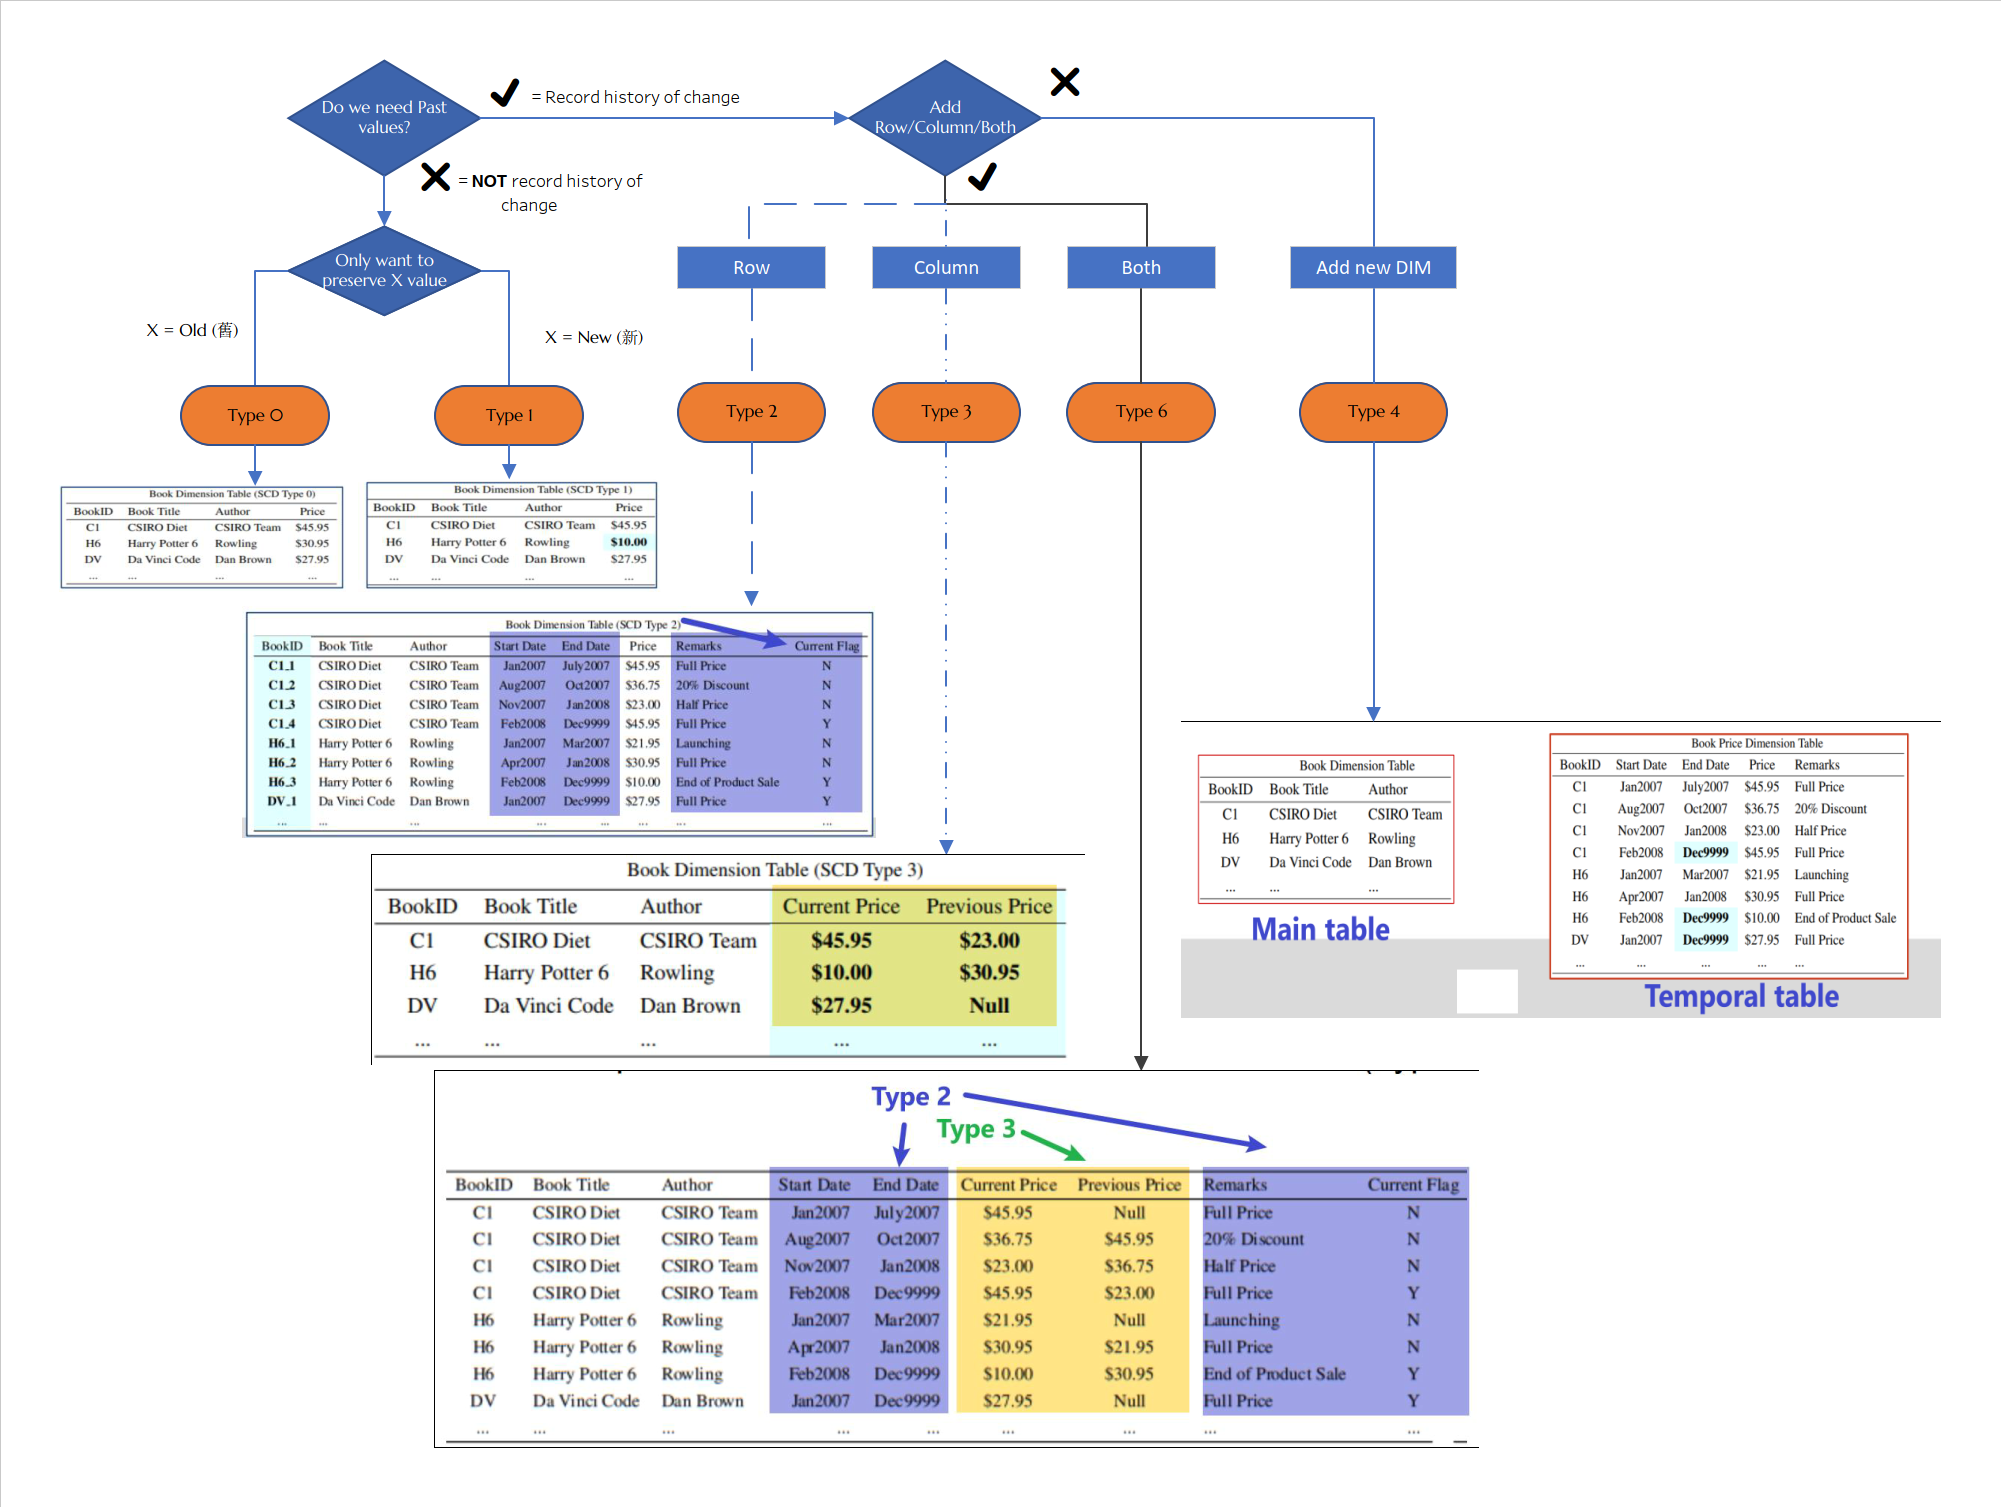 Do we need Past
values?
= Record history of change
Add
Row/Column/Both
= NOT record history of
change
Only want to
preserve X value
Row
Column
Both
Add new DIM
X = Old (舊)
X = New (新)
Type 0
Type 1
Type 2
Type 3
Type 6
Type 4
Book Dimension Table (SCD Type 0)
BookID Book Title Author Price
C1 CSIRO Diet CSIRO Team $45.95
H6 Harry Potter 6 Rowling $30.95
DV Da Vinci Code Dan Brown $27.95
... ... ... ...
Book Dimension Table (SCD Type 1)
BookID Book Title Author Price
C1 CSIRO Diet CSIRO Team $45.95
H6 Harry Potter 6 Rowling $10.00
DV Da Vinci Code Dan Brown $27.95
... ... ... ...
Book Dimension Table (SCD Type 2)
BookID Book Title Author Start Date End Date Price Remarks Current Flag
C1_1 CSIRO Diet CSIRO Team Jan2007 July2007 $45.95 Full Price N
C1_2 CSIRO Diet CSIRO Team Aug2007 Oct2007 $36.75 20% Discount N
C1_3 CSIRO Diet CSIRO Team Nov2007 Jan2008 $23.00 Half Price N
C1_4 CSIRO Diet CSIRO Team Feb2008 Dec9999 $45.95 Full Price Y
H6_1 Harry Potter 6 Rowling Jan2007 Mar2007 $21.95 Launching N
H6_2 Harry Potter 6 Rowling Apr2007 Jan2008 $30.95 Full Price N
H6_3 Harry Potter 6 Rowling Feb2008 Dec9999 $10.00 End of Product Sale Y
DV_1 Da Vinci Code Dan Brown Jan2007 Dec9999 $27.95 Full Price Y
... ... ... ... ... ... ... ...
Book Dimension Table (SCD Type 3)
BookID Book Title Author Current Price Previous Price
C1 CSIRO Diet CSIRO Team $45.95 $23.00
H6 Harry Potter 6 Rowling $10.00 $30.95
DV Da Vinci Code Dan Brown $27.95 Null
... ... ... ... ...
Book Dimension Table
BookID Book Title Author
C1 CSIRO Diet CSIRO Team
H6 Harry Potter 6 Rowling
DV Da Vinci Code Dan Brown
... ... ...
Main table
Book Price Dimension Table
BookID Start Date End Date Price Remarks
C1 Jan2007 July2007 $45.95 Full Price
C1 Aug2007 Oct2007 $36.75 20% Discount
C1 Nov2007 Jan2008 $23.00 Half Price
C1 Feb2008 Dec9999 $45.95 Full Price
H6 Jan2007 Mar2007 $21.95 Launching
H6 Apr2007 Jan2008 $30.95 Full Price
H6 Feb2008 Dec9999 $10.00 End of Product Sale
DV Jan2007 Dec9999 $27.95 Full Price
... ... ... ... ...
Temporal table
Type 2
Type 3
BookID Book Title Author Start Date End Date Current Price Previous Price Remarks Current Flag
C1 CSIRO Diet CSIRO Team Jan2007 July2007 $45.95 Null Full Price N
C1 CSIRO Diet CSIRO Team Aug2007 Oct2007 $36.75 $45.95 20% Discount N
C1 CSIRO Diet CSIRO Team Nov2007 Jan2008 $23.00 $36.75 Half Price N
C1 CSIRO Diet CSIRO Team Feb2008 Dec9999 $45.95 $23.00 Full Price Y
H6 Harry Potter 6 Rowling Jan2007 Mar2007 $21.95 Null Launching N
H6 Harry Potter 6 Rowling Apr2007 Jan2008 $30.95 $21.95 Full Price N
H6 Harry Potter 6 Rowling Feb2008 Dec9999 $10.00 $30.95 End of Product Sale Y
DV Da Vinci Code Dan Brown Jan2007 Dec9999 $27.95 Null Full Price Y
... ... ... ... ... ... ... ... ...